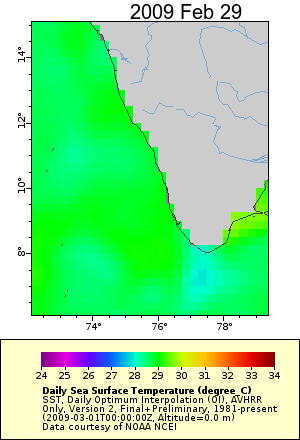 2009 Feb 29
14°
12°
10°
8°
74°
76°
78°
24 25 26 27 28 29 30 31 32 33 34
Daily Sea Surface Temperature (degree_C)
SST, Daily Optimum Interpolation (OI), AVHRR
Only, Version 2, Final+Preliminary, 1981-present
(2009-03-01T00:00:00Z, Altitude=0.0 m)
Data courtesy of NOAA NCEI